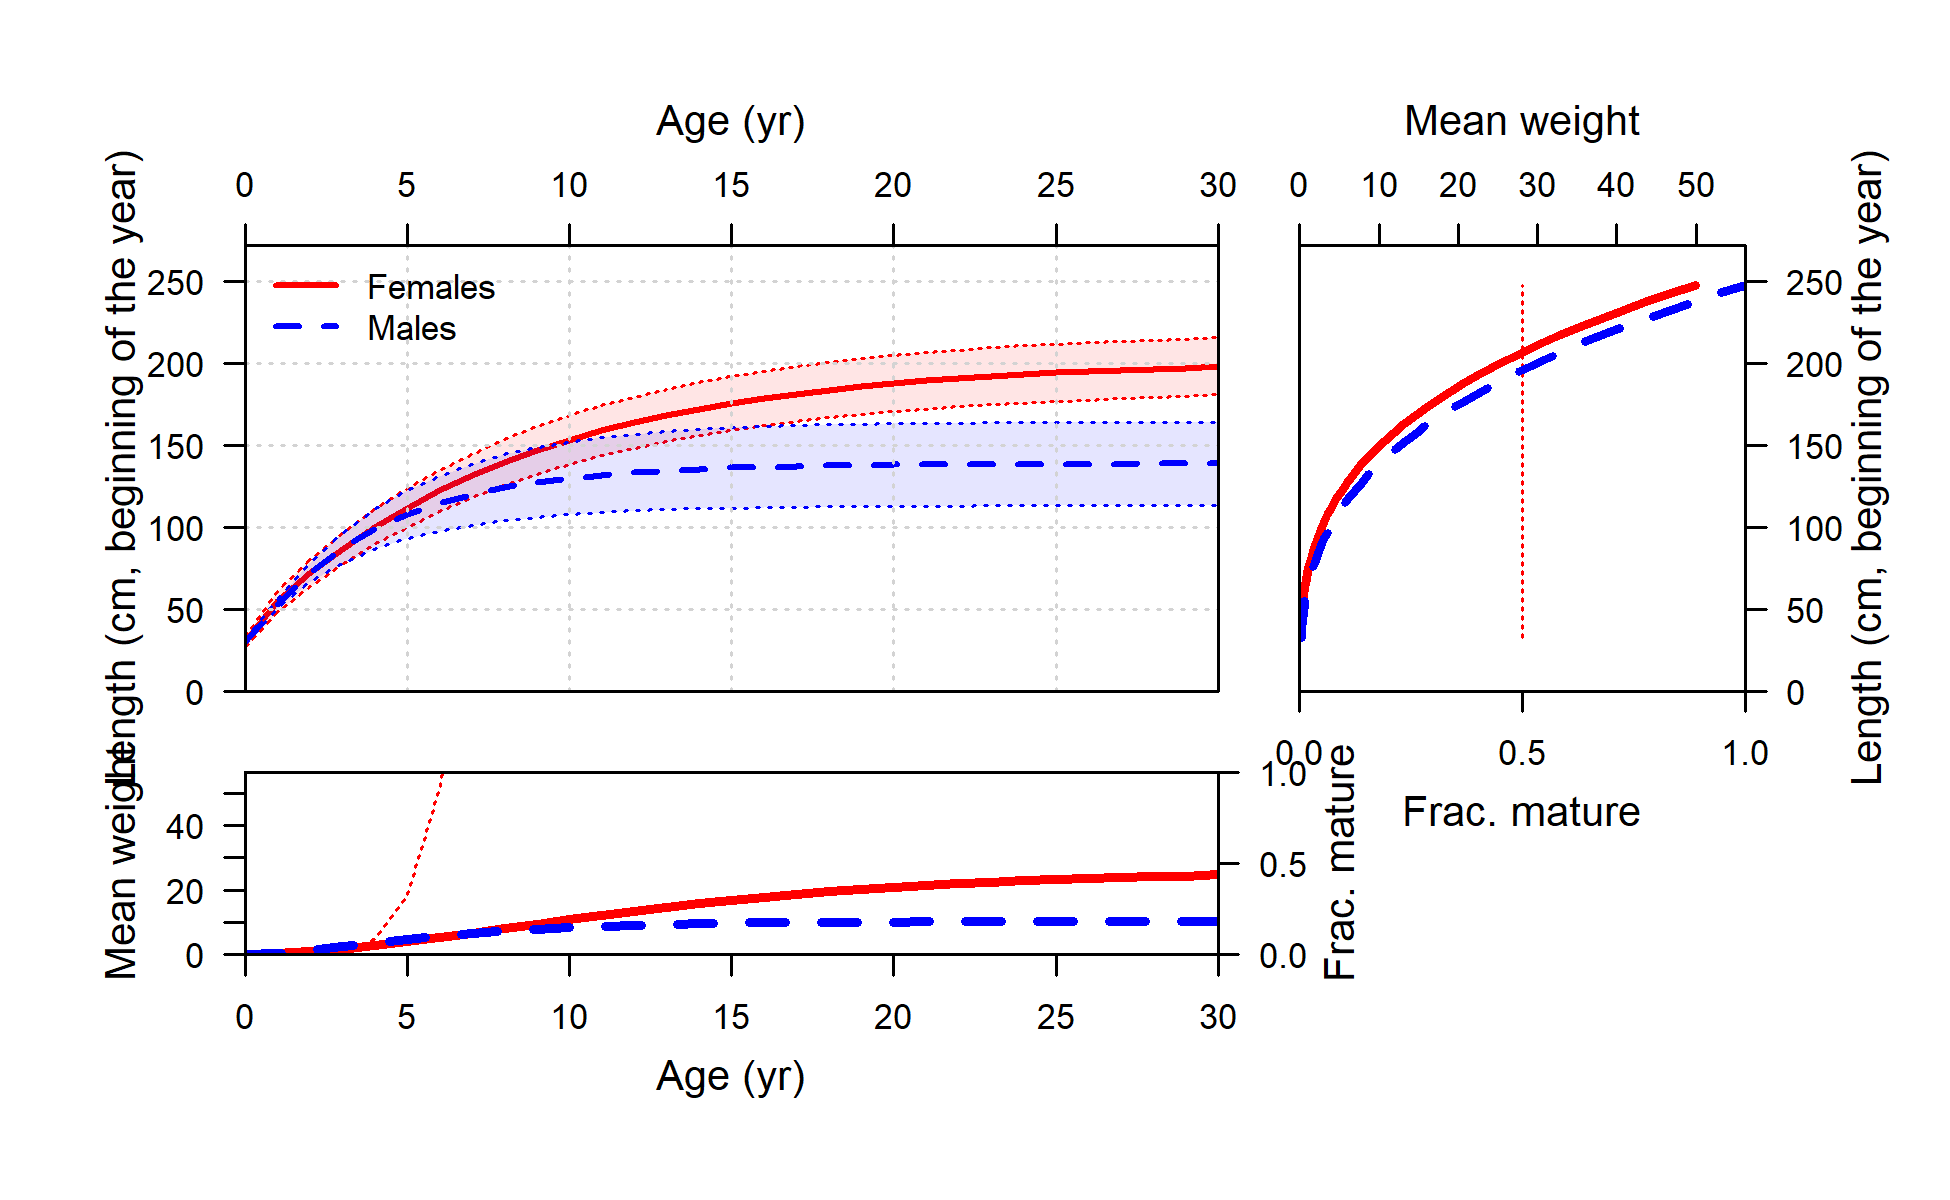 Age (yr)
Mean weight
0 5 10 15 20 25 30
0 10 20 30 40 50
Length (cm, beginning of the year)
250
200
150
100
50
0
Females
Males
250
200
150
100
50
0
Length (cm, beginning of the year)
0.0 0.5 1.0
Frac. mature
Mean weight
40
20
0
1.0
0.5
0.0
Frac. mature
0 5 10 15 20 25 30
Age (yr)